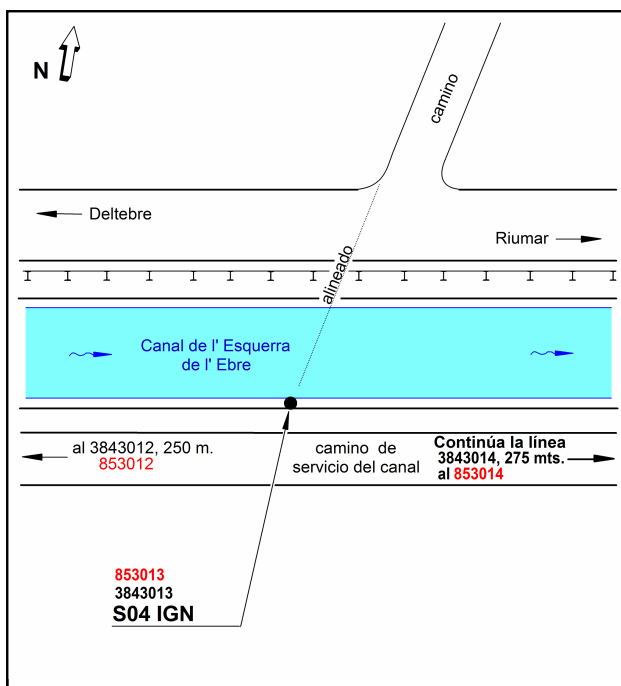 N
camino
Deltebre
Riumar
alineado
Canal de l' Esquerra
de l' Ebre
al 3843012, 250 m.
853012
camino de
servicio del canal
Continúa la línea
3843014, 275 mts.
al 853014
853013
3843013
S04 IGN